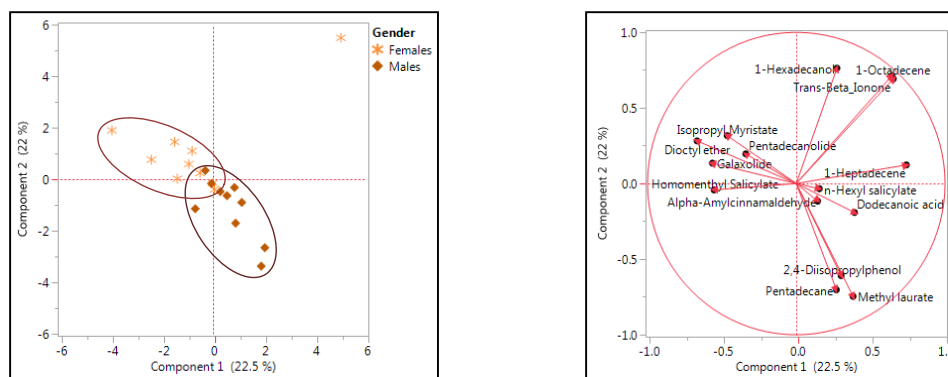 Gender
Females
Males
6
4
2
0
-2
-4
-6
-6
-4
-2
0
2
4
6
Component 2 (22 %)
Component 1 (22.5 %)
1.0
0.5
0.0
-0.5
-1.0
-1.0
-0.5
0.0
0.5
1.0
Component 2 (22 %)
Component 1 (22.5 %)
1-Hexadecanol
1-Octadecene
Trans-Beta_Ionone
Isopropyl Myristate
Dioctyl ether
Pentadecanolide
Galaxolide
1-Heptadecene
Homomenthyl Salicylate
n-Hexyl salicylate
Alpha-Amylcinnamaldehyde
Dodecanoic acid
2,4-Diisopropylphenol
Pentadecane
Methyl laurate